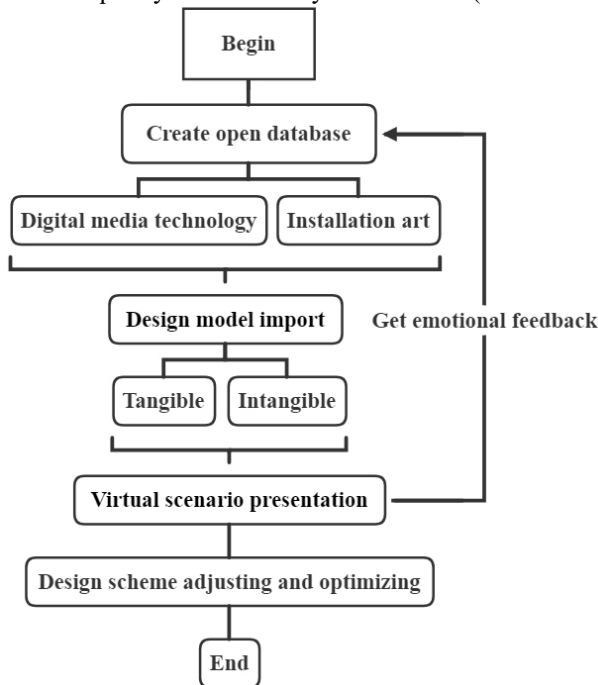 Begin
Create open database
Digital media technology
Installation art
Design model import
Get emotional feedback
Tangible
Intangible
Virtual scenario presentation
Design scheme adjusting and optimizing
End